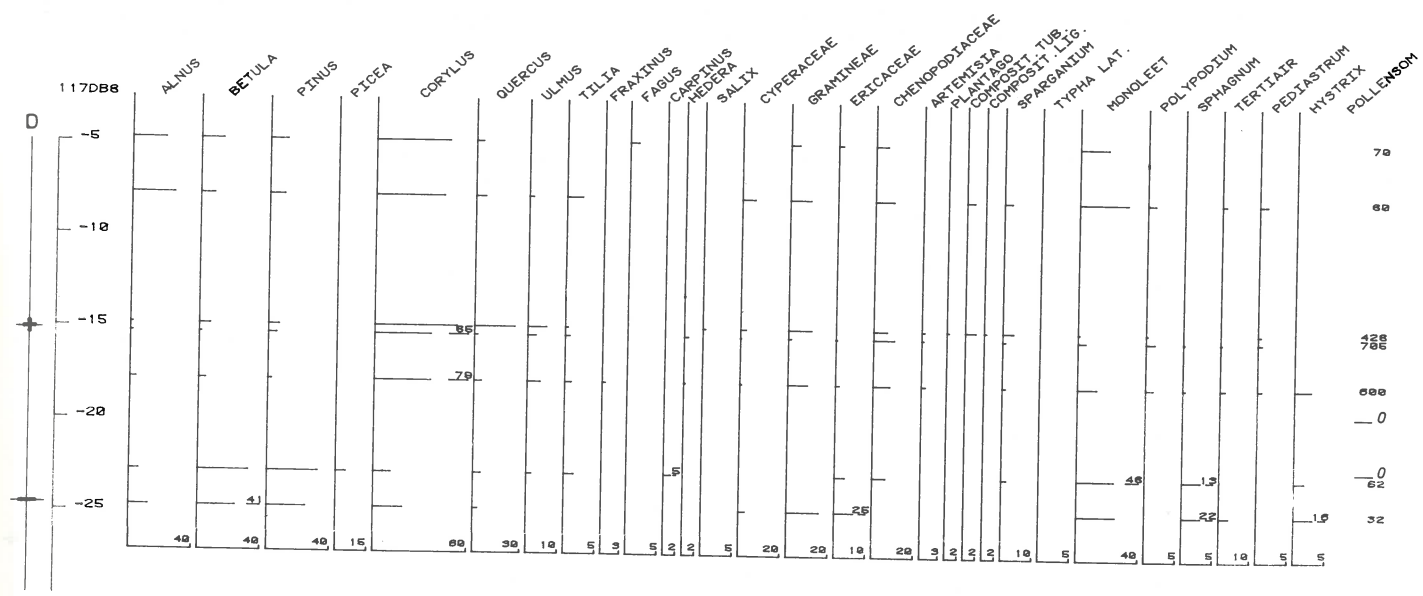 117DB6
ALNUS
BETULA
PINUS
PICEA
CORYLUS
QUERCUS
ULMUS
TILIA
FRAXINUS
FAGUS
CARPINUS
HEDERA
SALIX
CYPERACEAE
GRAMINEAE
ERICACEAE
CHENOPODIACEAE
ARTEMISIA
PLANTAGO
COMPOSIT. TUB.
COMPOSIT. LIG.
SPARGANIUM
TYPHA LAT.
MONOLEET
POLYPODIUM
SPHAGNUM
TERTIAIR
PEDIASTRUM
HYSTRIX
POLLENSOM
D
-5
70
60
-10
-15
65
428
705
79
600
-20
0
5
0
46
13
62
41
-25
25
22
16
32
40
40
40
15
60
30
10
5
3
5
2
2
5
20
20
10
20
3
2
2
2
10
5
40
5
5
10
5
5